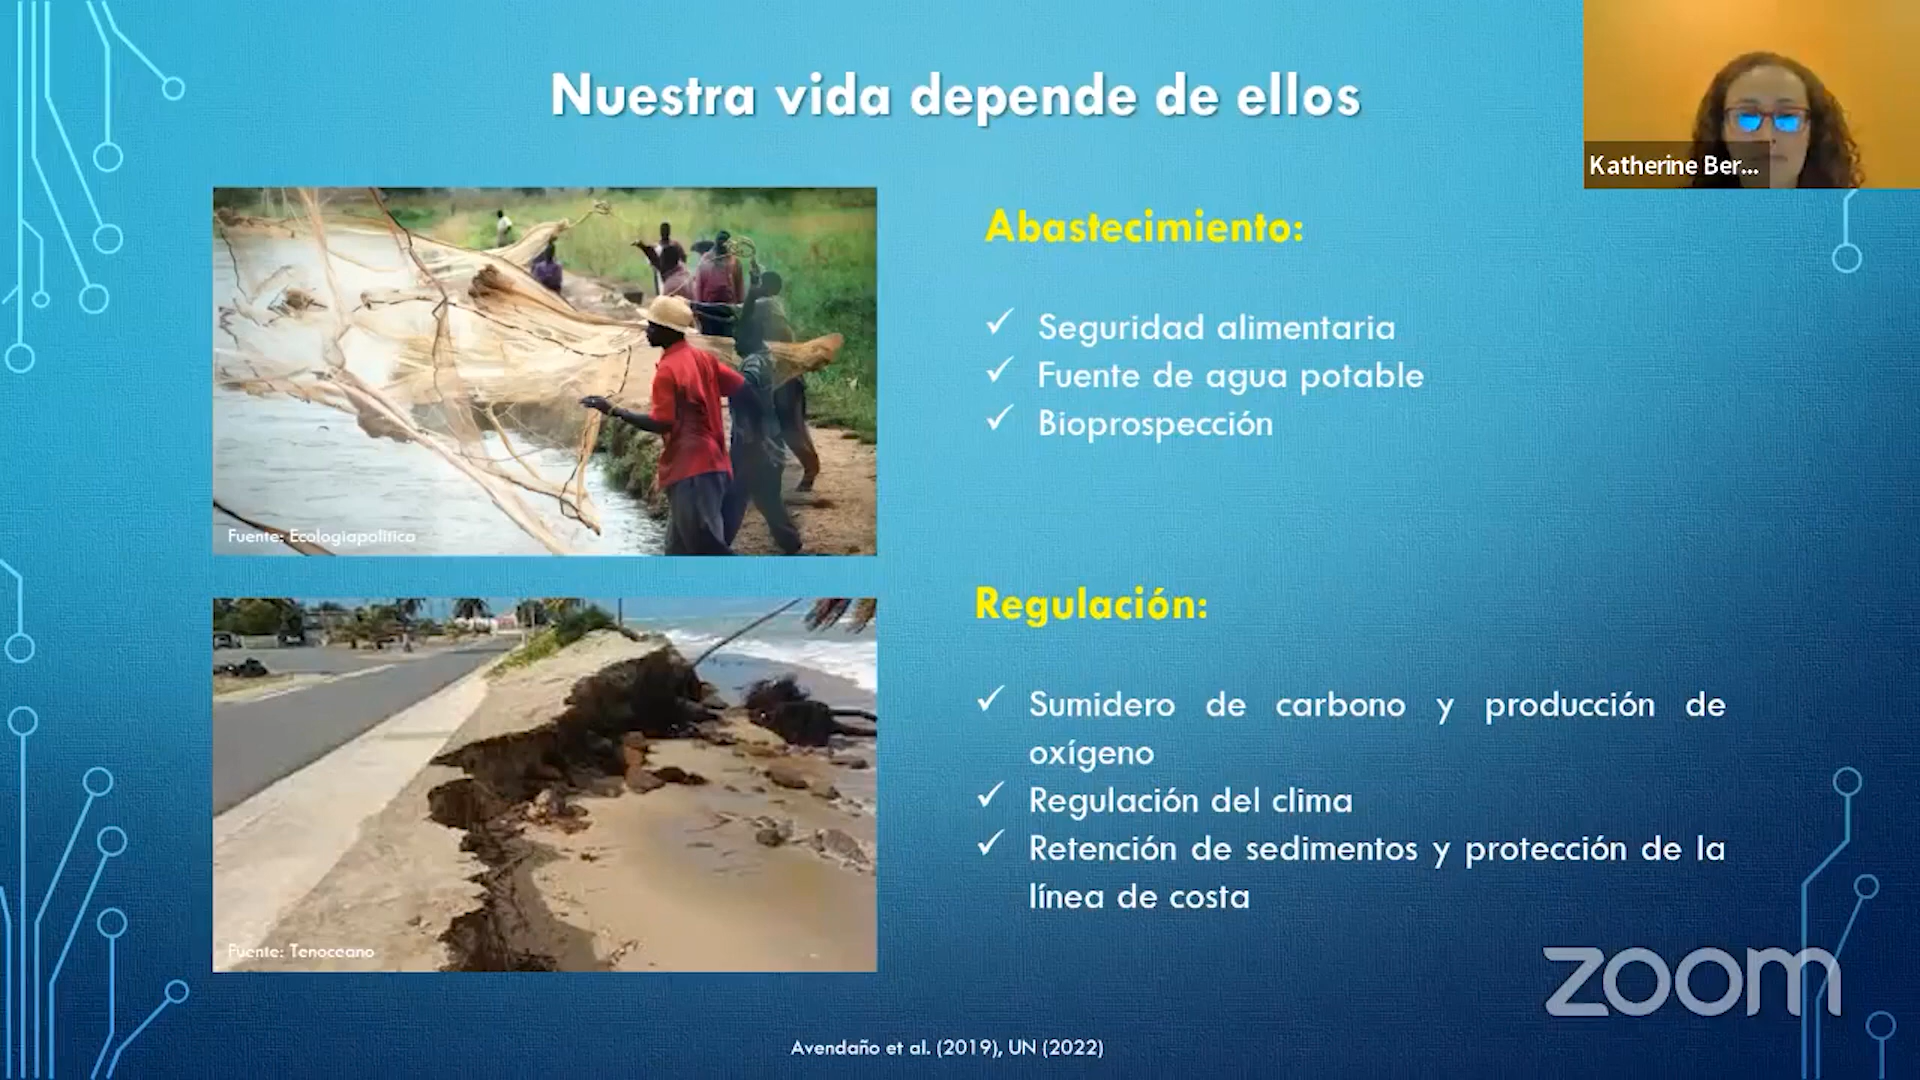 Nuestra vida depende de ellos
Katherine Ber...
Abastecimiento:
✓ Seguridad alimentaria
✓ Fuente de agua potable
✓ Bioprospección
Fuente: Ecologiapolitica
Regulación:
✓ Sumidero de carbono y producción de
oxígeno
✓ Regulación del clima
✓ Retención de sedimentos y protección de la
línea de costa
Fuente: Tenoceano
zoom
Avendaño et al. (2019), UN (2022)